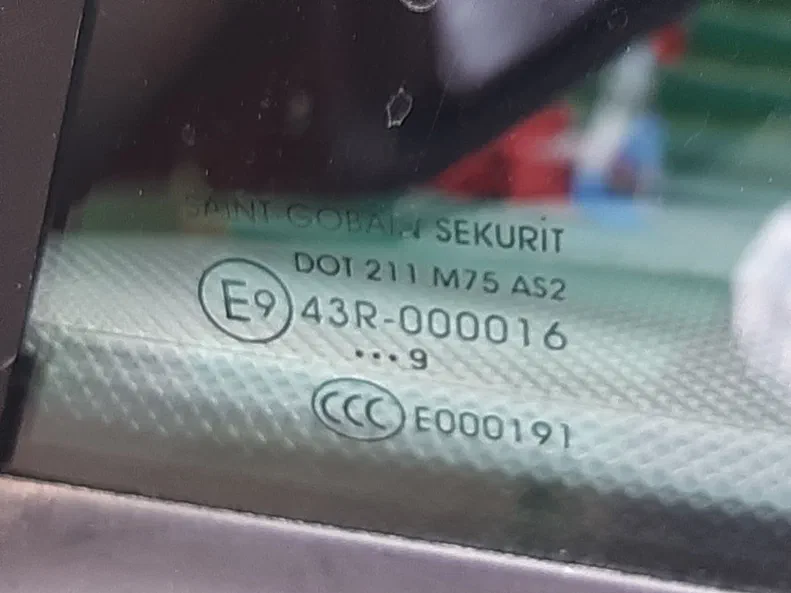 SAINT-GOBAIN SEKURIT
DOT 211 M75 AS2
E9 43R-000016
...9
CCC E000191